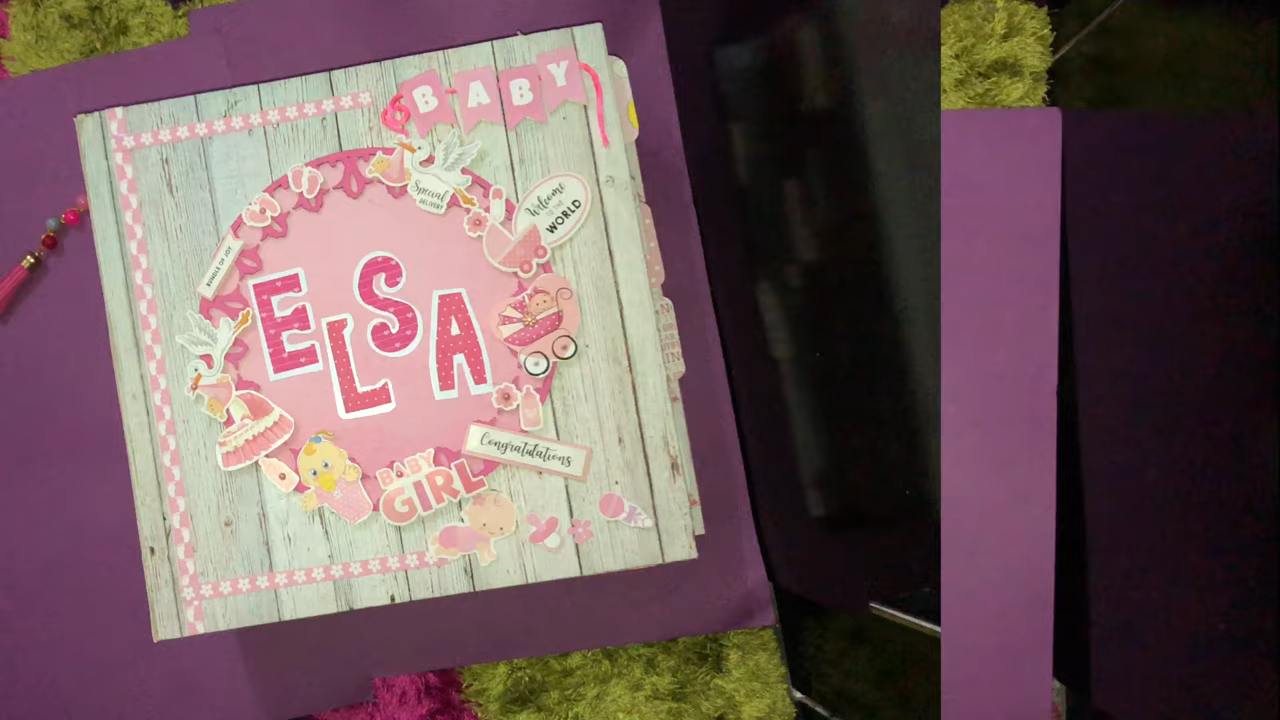 BABY
Special
DELIVERY
Welcome
TO THE
WORLD
BUNDLE OF JOY
ELSA
Congratulations
BABY
GIRL